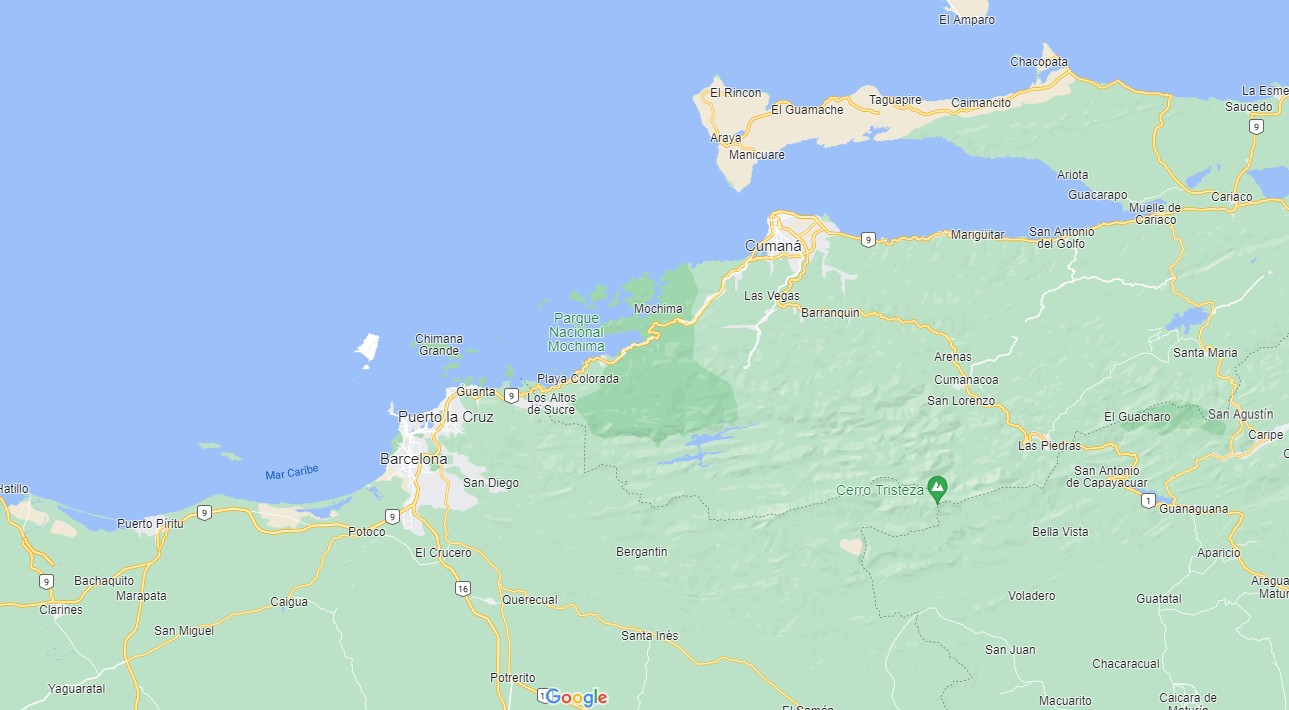 El Amparo
Chacopata
El Rincon
Taguapire
Caimancito
El Guamache
La Esme
Saucedo
9
Araya
Manicuare
Ariota
Guacarapo
Cariaco
Muelle de
Cariaco
Cumaná
9
Marigüitar
San Antonio
del Golfo
Las Vegas
Barranquin
Mochima
Parque
Nacional
Mochima
Chimana
Grande
Arenas
Santa Maria
Cumanacoa
San Lorenzo
Playa Colorada
Guanta
9
Los Altos
de Sucre
Puerto la Cruz
El Guacharo
San Agustín
Caripe
Las Piedras
Barcelona
Mar Caribe
San Diego
San Antonio
de Capayacuar
Cerro Tristeza
1
Guanaguana
Hatillo
Puerto Píritu
9
9
Potoco
Bella Vista
El Crucero
Bergantin
Aparicio
9
Bachaquito
Marapata
Clarines
Caigua
16
Querecual
Voladero
Guatatal
Aragua
Matur
San Miguel
Santa Inés
San Juan
Chacaracual
Yaguaratal
Potrerito
Google
Macuarito
Caicara de
Maturín